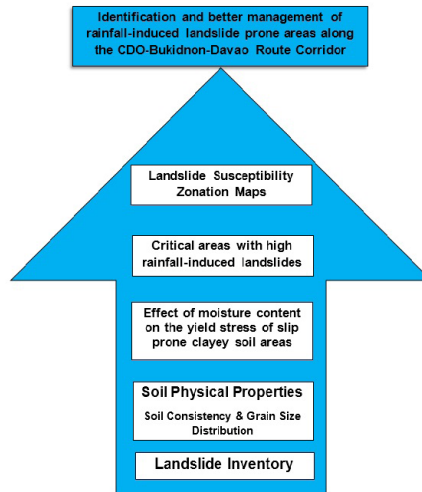 Identification and better management of
rainfall-induced landslide prone areas along
the CDO-Bukidnon-Davao Route Corridor
Landslide Susceptibility
Zonation Maps
Critical areas with high
rainfall-induced landslides
Effect of moisture content
on the yield stress of slip
prone clayey soil areas
Soil Physical Properties
Soil Consistency & Grain Size
Distribution
Landslide Inventory